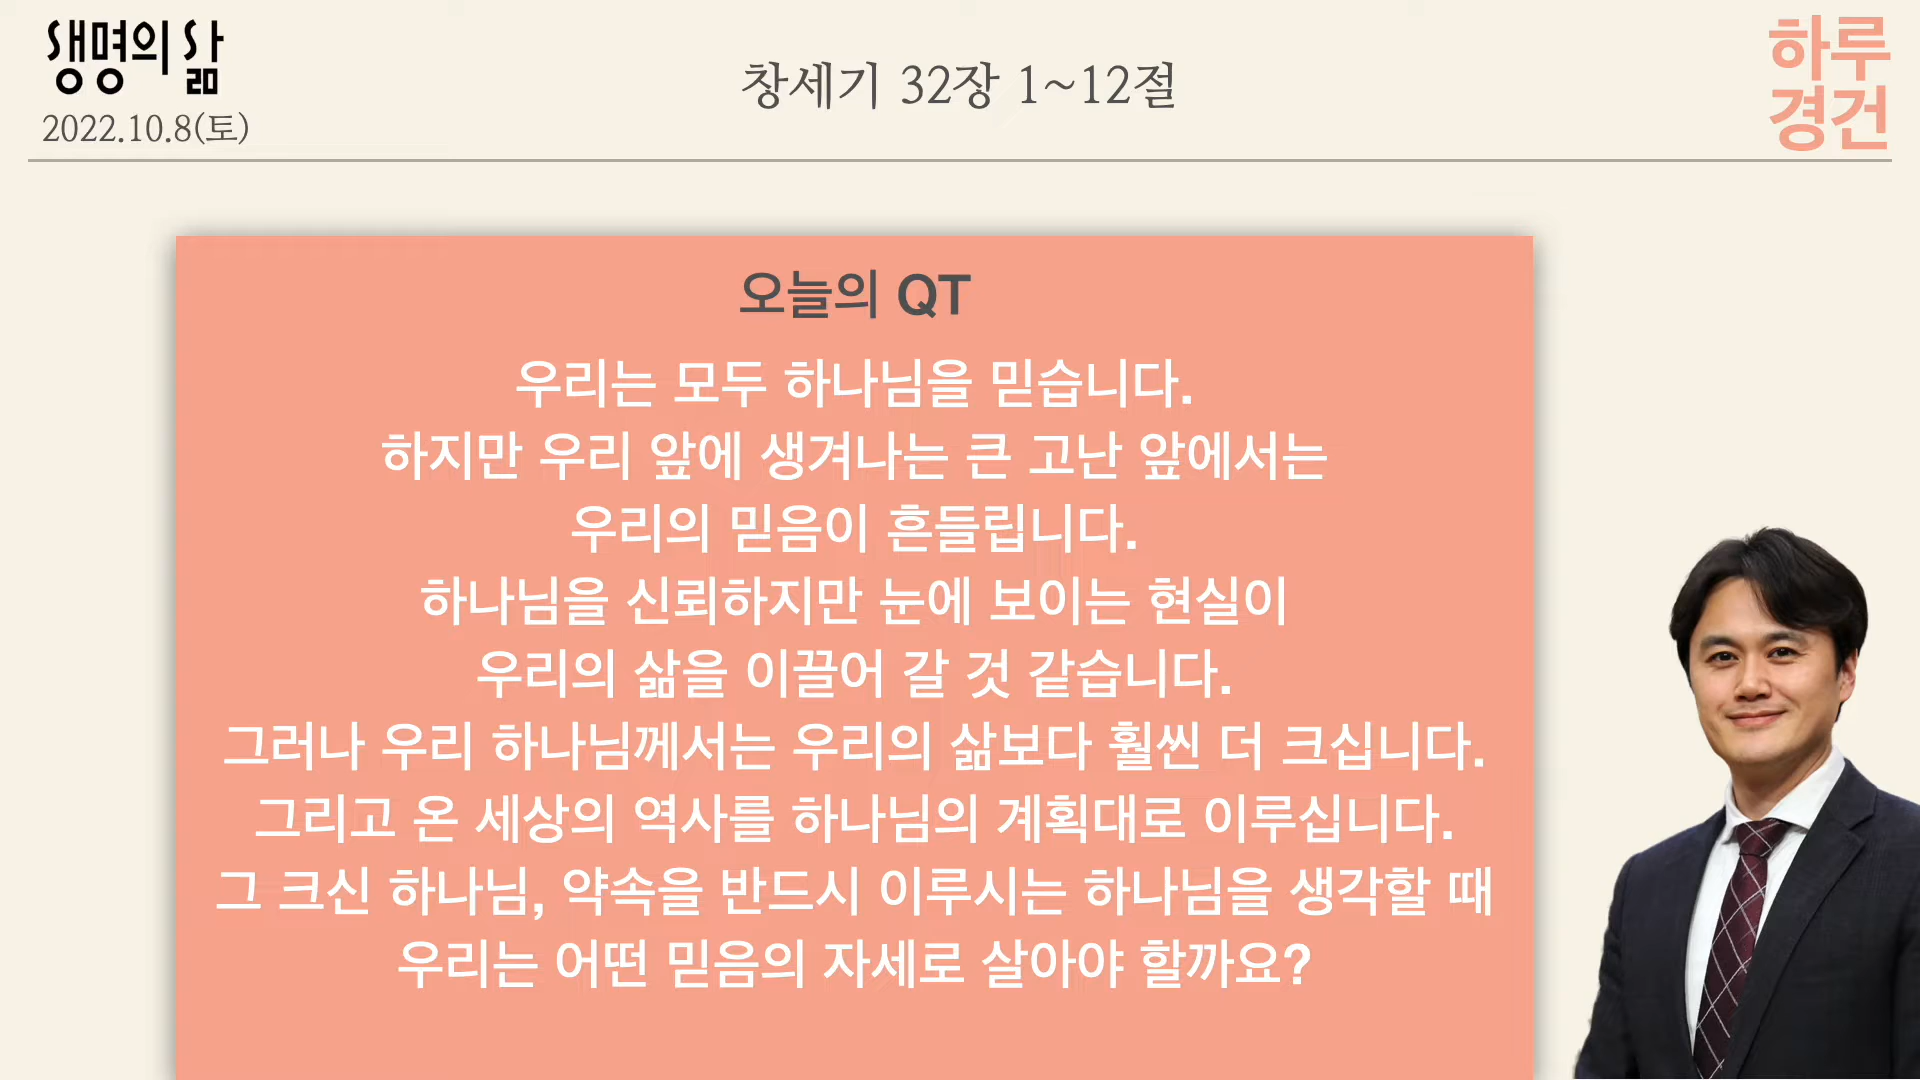 생명의 삶
2022.10.8(토)
창세기 32장 1~12절
하루
경건
오늘의 QT
우리는 모두 하나님을 믿습니다.
하지만 우리 앞에 생겨나는 큰 고난 앞에서는
우리의 믿음이 흔들립니다.
하나님을 신뢰하지만 눈에 보이는 현실이
우리의 삶을 이끌어 갈 것 같습니다.
그러나 우리 하나님께서는 우리의 삶보다 훨씬 더 크십니다.
그리고 온 세상의 역사를 하나님의 계획대로 이루십니다.
그 크신 하나님, 약속을 반드시 이루시는 하나님을 생각할 때
우리는 어떤 믿음의 자세로 살아야 할까요?